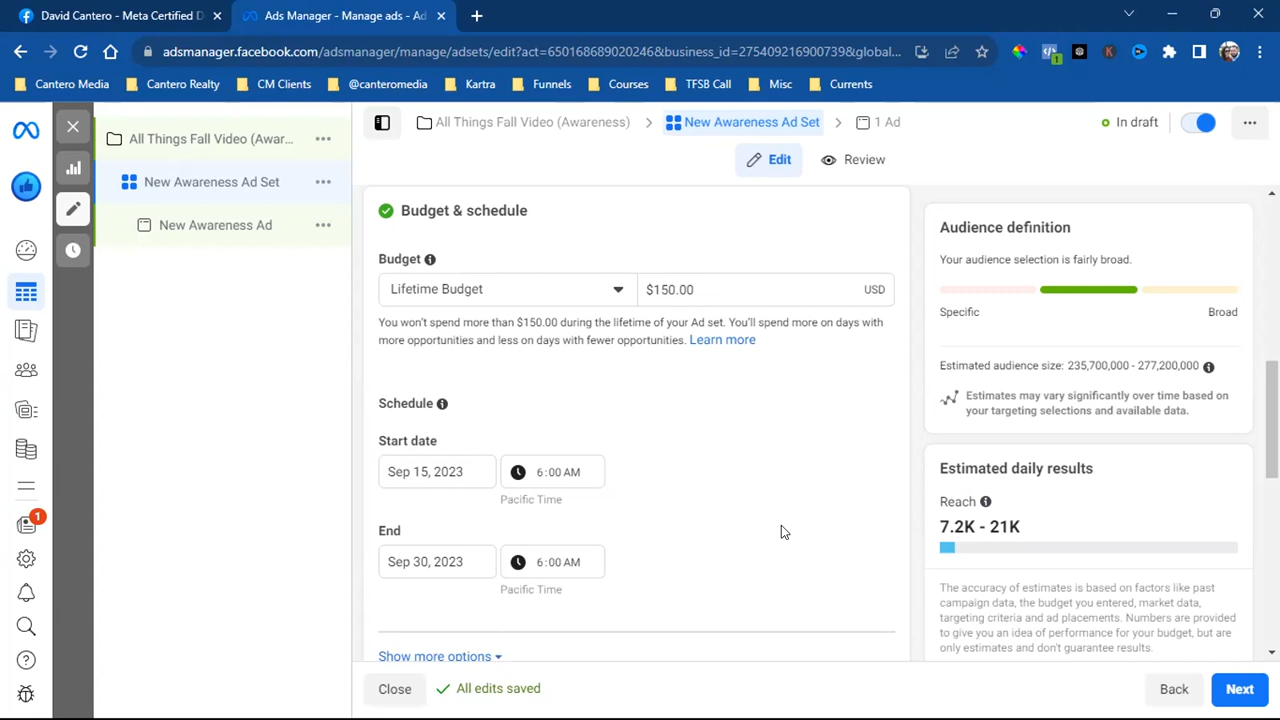 David Cantero - Meta Certified D
Ads Manager - Manage ads - Ad
adsmanager.facebook.com/adsmanager/manage/adsets/edit?act=650168689020246&business_id=2754092169007739&global...
Cantero Media
Cantero Realty
CM Clients
@canteromedia
Kartra
Funnels
Courses
TFSB Call
Misc
Currents
All Things Fall Video (Awar...
New Awareness Ad Set
New Awareness Ad
All Things Fall Video (Awareness)
New Awareness Ad Set
1 Ad
In draft
Edit
Review
Budget & schedule
Budget
Lifetime Budget
$150.00
USD
You won't spend more than $150.00 during the lifetime of your Ad set. You'll spend more on days with
more opportunities and less on days with fewer opportunities. Learn more
Schedule
Start date
Sep 15, 2023
6:00 AM
Pacific Time
End
Sep 30, 2023
6:00 AM
Pacific Time
Show more options
Audience definition
Your audience selection is fairly broad.
Specific
Broad
Estimated audience size: 235,700,000 - 277,200,000
Estimates may vary significantly over time based on
your targeting selections and available data.
Estimated daily results
Reach
7.2K - 21K
The accuracy of estimates is based on factors like past
campaign data, the budget you entered, market data,
targeting criteria and ad placements. Numbers are provided
to give you an idea of performance for your budget, but are
only estimates and don't guarantee results.
1
1
K
Close
All edits saved
Back
Next